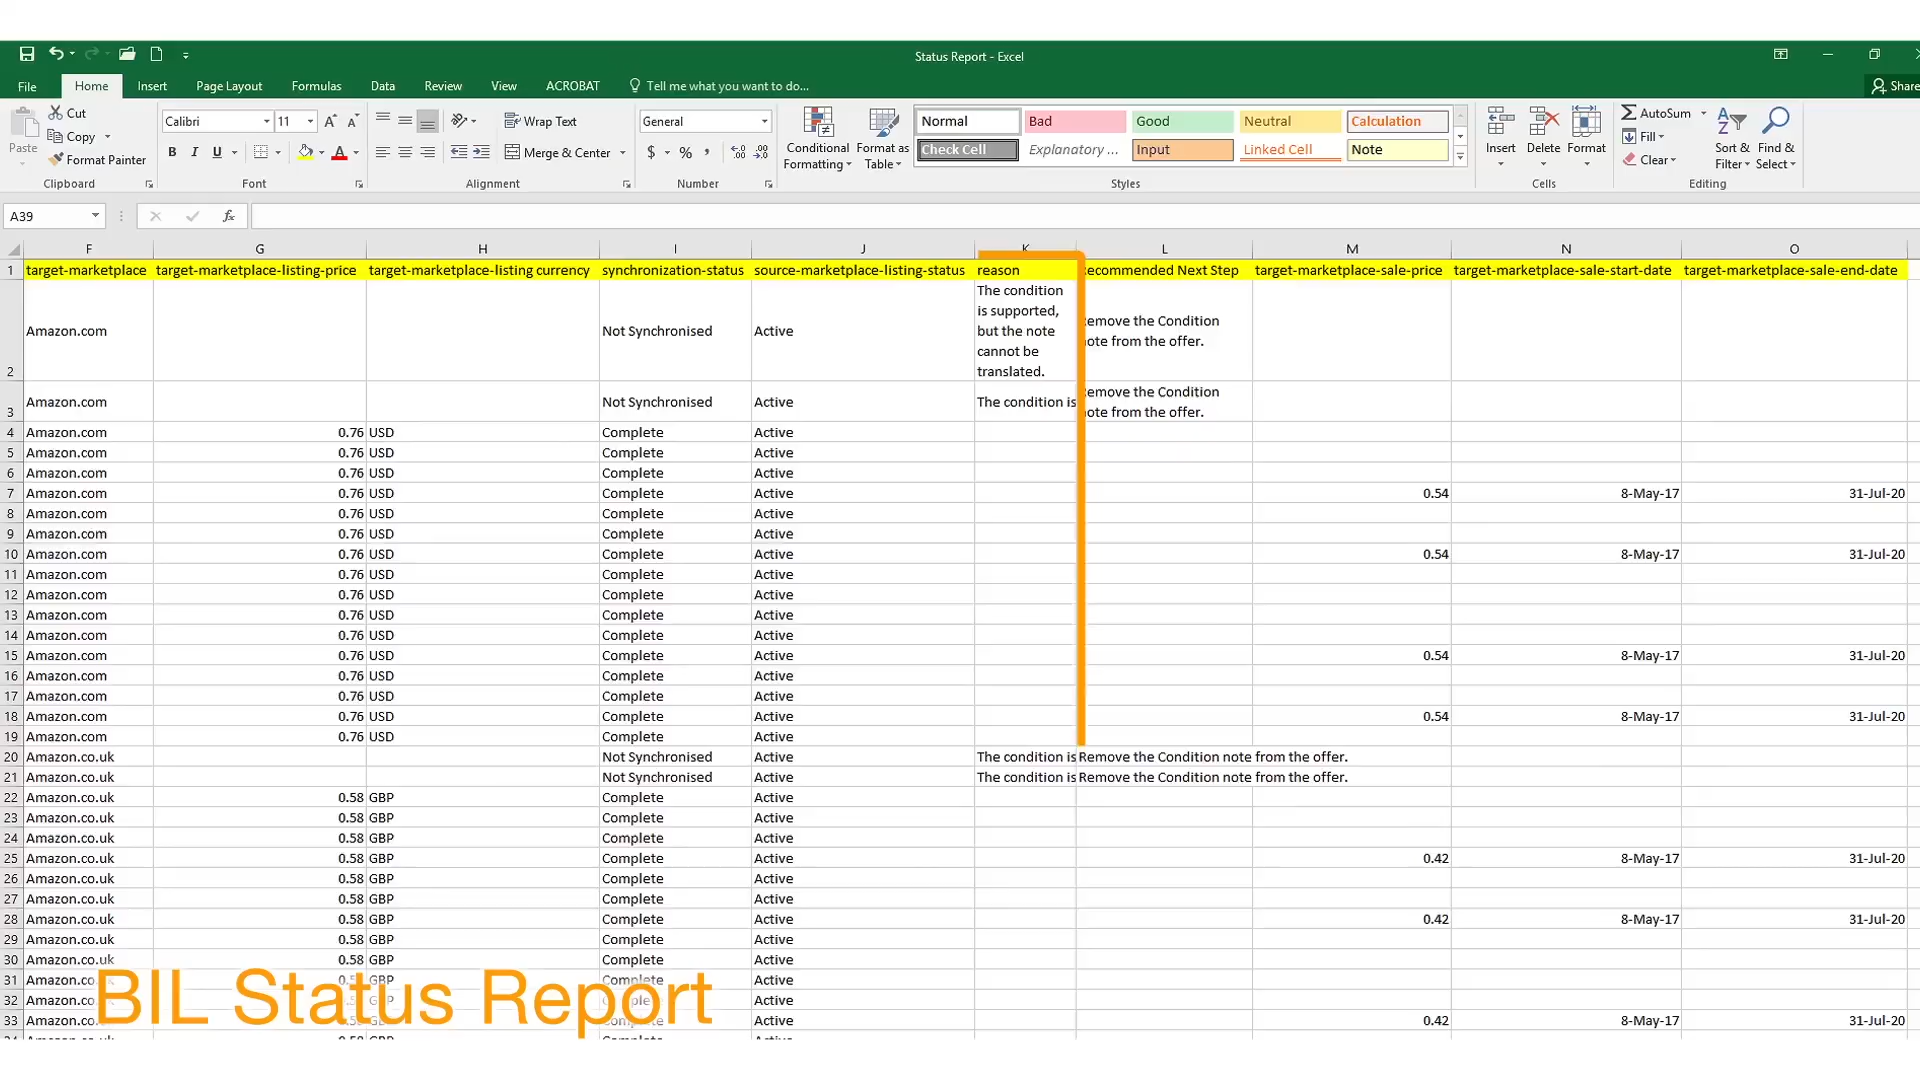 Status Report - Excel
File Home Insert Page Layout Formulas Data Review View ACROBAT Tell me what you want to do... Share
Cut
Copy
Format Painter
Paste
Clipboard
Calibri 11
B I U
Font
Wrap Text
Merge & Center
Alignment
General
$ % ,
Number
Conditional Formatting
Format as Table
Normal Bad Good Neutral Calculation
Check Cell Explanatory ... Input Linked Cell Note
Styles
Insert Delete Format
Cells
AutoSum
Fill
Clear
Sort & Filter
Find & Select
Editing
A39 fx
F G H I J K L M N O
1 target-marketplace target-marketplace-listing-price target-marketplace-listing currency synchronization-status source-marketplace-listing-status reason ecommended Next Step target-marketplace-sale-price target-marketplace-sale-start-date target-marketplace-sale-end-date
2 Amazon.com Not Synchronised Active The condition is supported, but the note cannot be translated. emove the Condition ote from the offer.
3 Amazon.com Not Synchronised Active The condition is emove the Condition ote from the offer.
4 Amazon.com 0.76 USD Complete Active
5 Amazon.com 0.76 USD Complete Active
6 Amazon.com 0.76 USD Complete Active
7 Amazon.com 0.76 USD Complete Active 0.54 8-May-17 31-Jul-20
8 Amazon.com 0.76 USD Complete Active
9 Amazon.com 0.76 USD Complete Active
10 Amazon.com 0.76 USD Complete Active 0.54 8-May-17 31-Jul-20
11 Amazon.com 0.76 USD Complete Active
12 Amazon.com 0.76 USD Complete Active
13 Amazon.com 0.76 USD Complete Active
14 Amazon.com 0.76 USD Complete Active
15 Amazon.com 0.76 USD Complete Active 0.54 8-May-17 31-Jul-20
16 Amazon.com 0.76 USD Complete Active
17 Amazon.com 0.76 USD Complete Active
18 Amazon.com 0.76 USD Complete Active 0.54 8-May-17 31-Jul-20
19 Amazon.com 0.76 USD Complete Active
20 Amazon.co.uk Not Synchronised Active The condition is Remove the Condition note from the offer.
21 Amazon.co.uk Not Synchronised Active The condition is Remove the Condition note from the offer.
22 Amazon.co.uk 0.58 GBP Complete Active
23 Amazon.co.uk 0.58 GBP Complete Active
24 Amazon.co.uk 0.58 GBP Complete Active
25 Amazon.co.uk 0.58 GBP Complete Active 0.42 8-May-17 31-Jul-20
26 Amazon.co.uk 0.58 GBP Complete Active
27 Amazon.co.uk 0.58 GBP Complete Active
28 Amazon.co.uk 0.58 GBP Complete Active 0.42 8-May-17 31-Jul-20
29 Amazon.co.uk 0.58 GBP Complete Active
30 Amazon.co.uk 0.58 GBP Complete Active
31 Amazon.co. Complete Active
32 Amazon.co. Active
33 Amazon.co. Complete Active 0.42 8-May-17 31-Jul-20
BIL Status Report